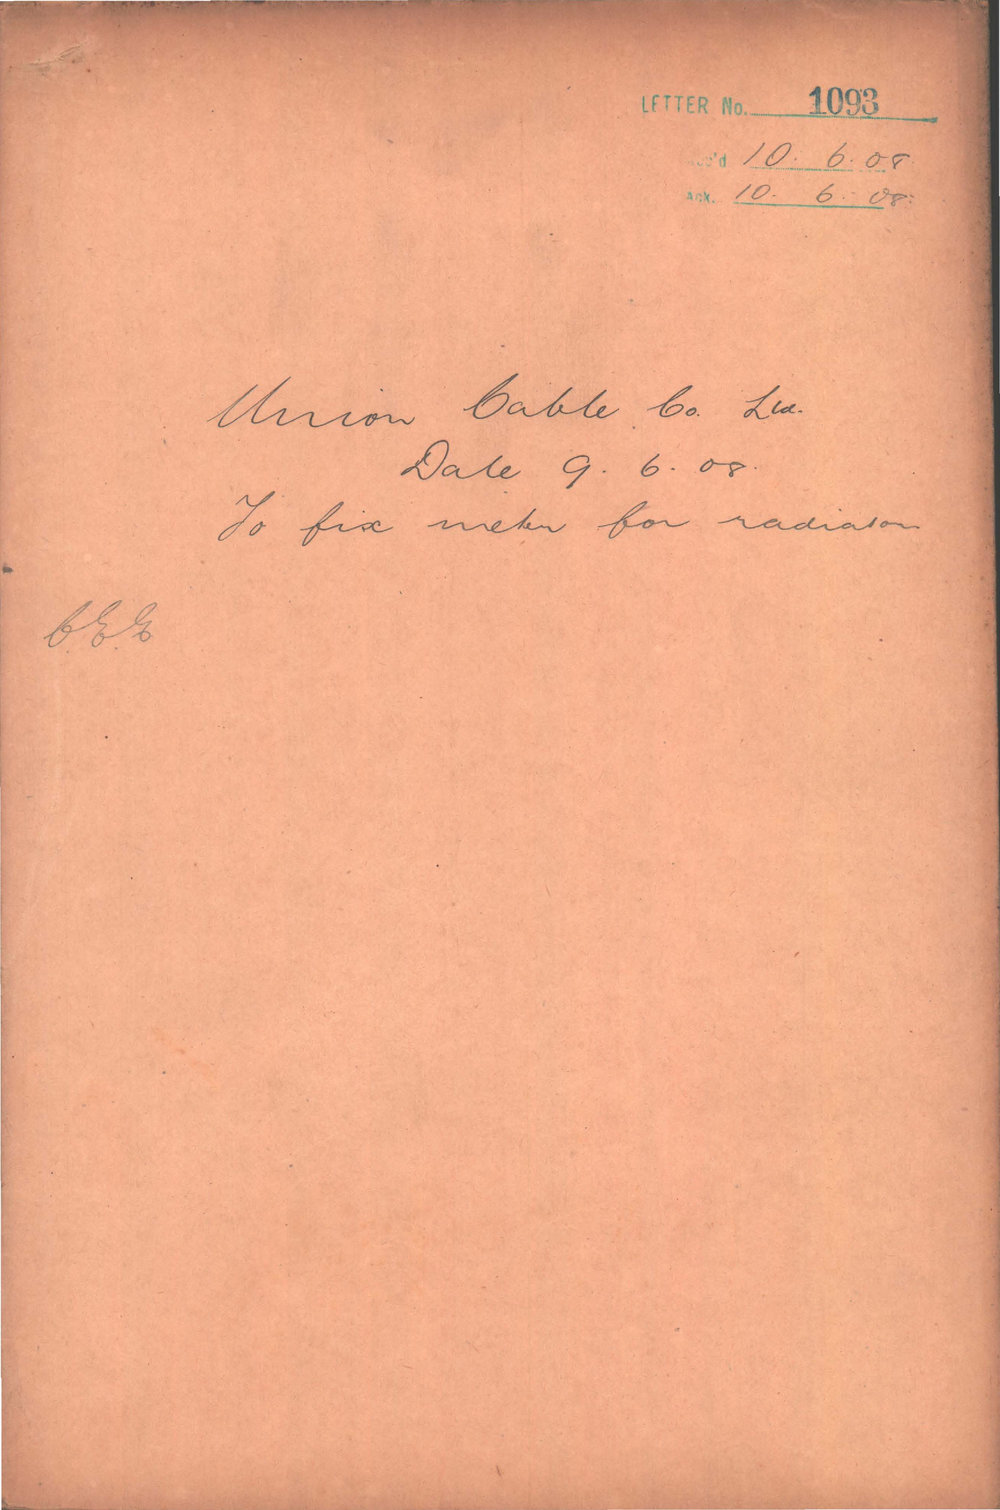 LETTER No. 1093
Rec'd 10. 6. 08
Ack. 10. 6. 08
Union Cable Co. Ltd.
Date 9. 6. 08.
To fix meter for radiator
C.E.E